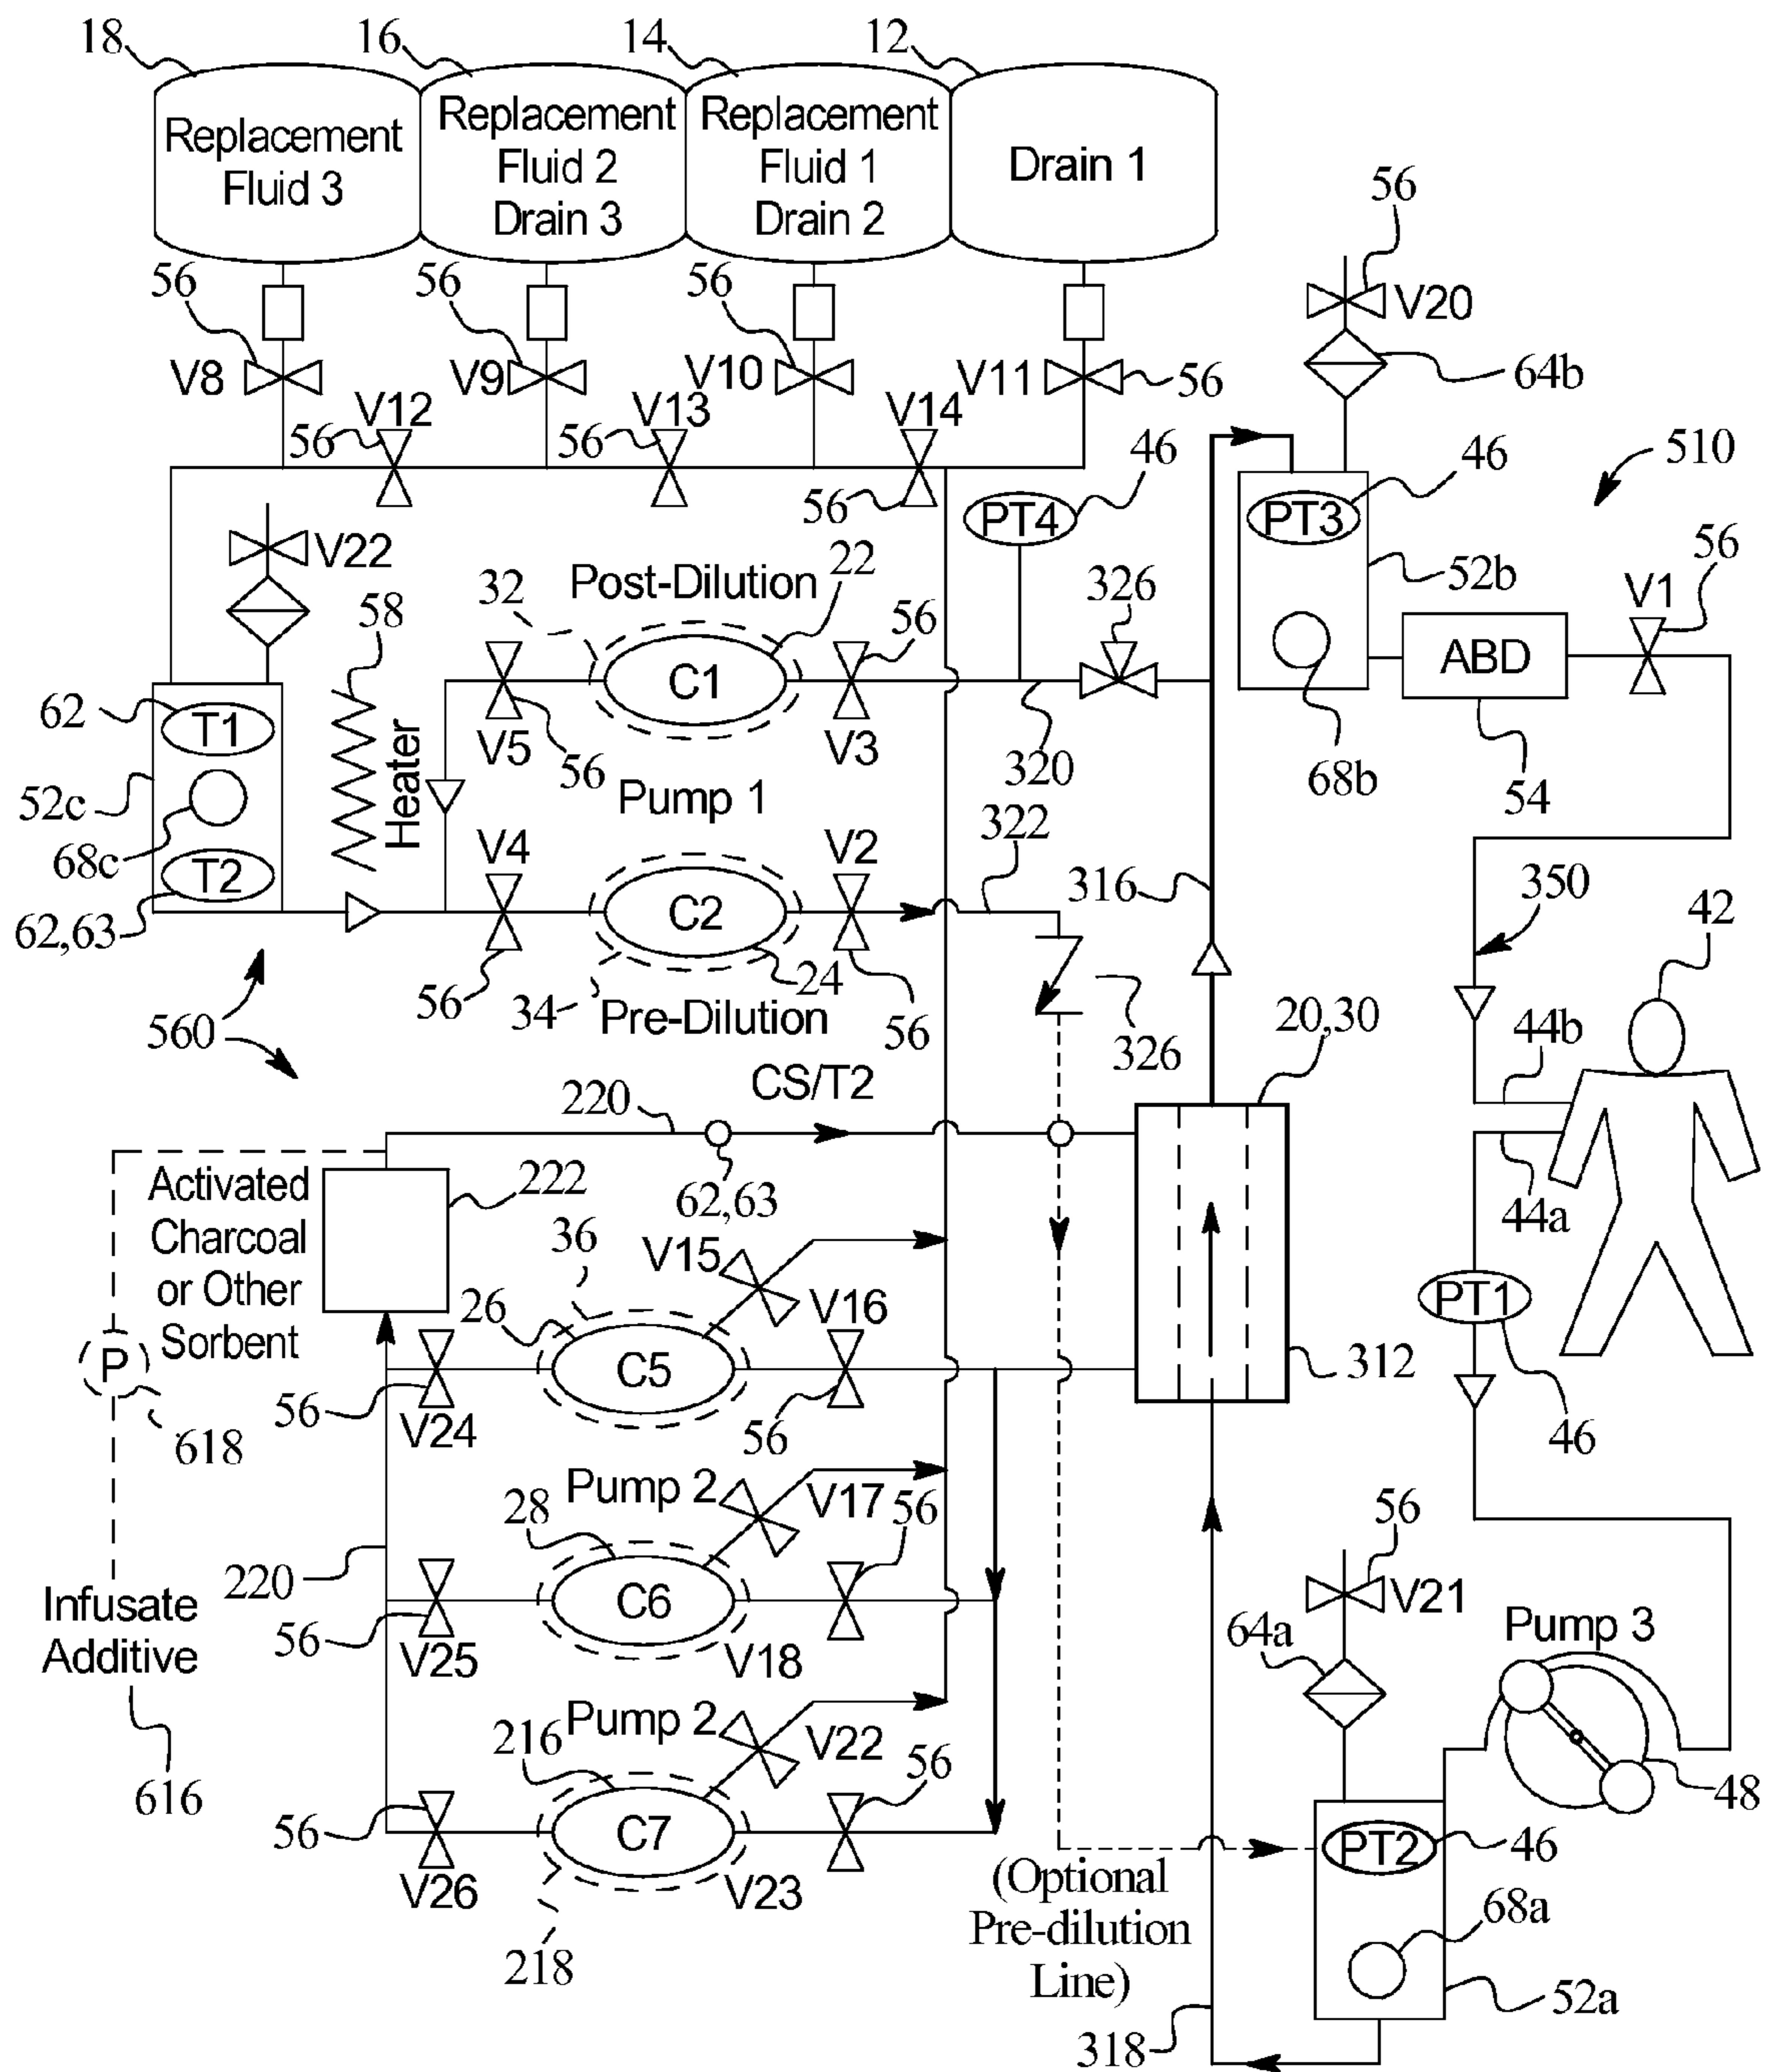 18
16
14
12
Replacement
Fluid 3
Replacement
Fluid 2
Drain 3
Replacement
Fluid 1
Drain 2
Drain 1
56
56
56
56
V20
V8
V9
V10
V11
56
64b
V12
V13
V14
56
56
56
46
46
510
PT4
PT3
V22
Post-Dilution
22
32
58
56
326
52b
V1
56
C1
ABD
62
T1
V5
56
V3
320
68b
54
Heater
52c
Pump 1
322
68c
T2
V4
V2
316
350
42
62,63
C2
24
56
34
Pre-Dilution
56
326
20,30
44b
560
CS/T2
220
44a
Activated
Charcoal
or Other
Sorbent
222
62,63
36
V15
V16
PT1
26
P
C5
312
56
V24
56
46
618
Pump 2
V17
56
28
56
V21
220
C6
Infusate
Additive
56
V25
V18
64a
Pump 3
Pump 2
V22
56
216
616
56
C7
48
PT2
46
V26
V23
(Optional
Pre-dilution
Line)
68a
218
52a
318